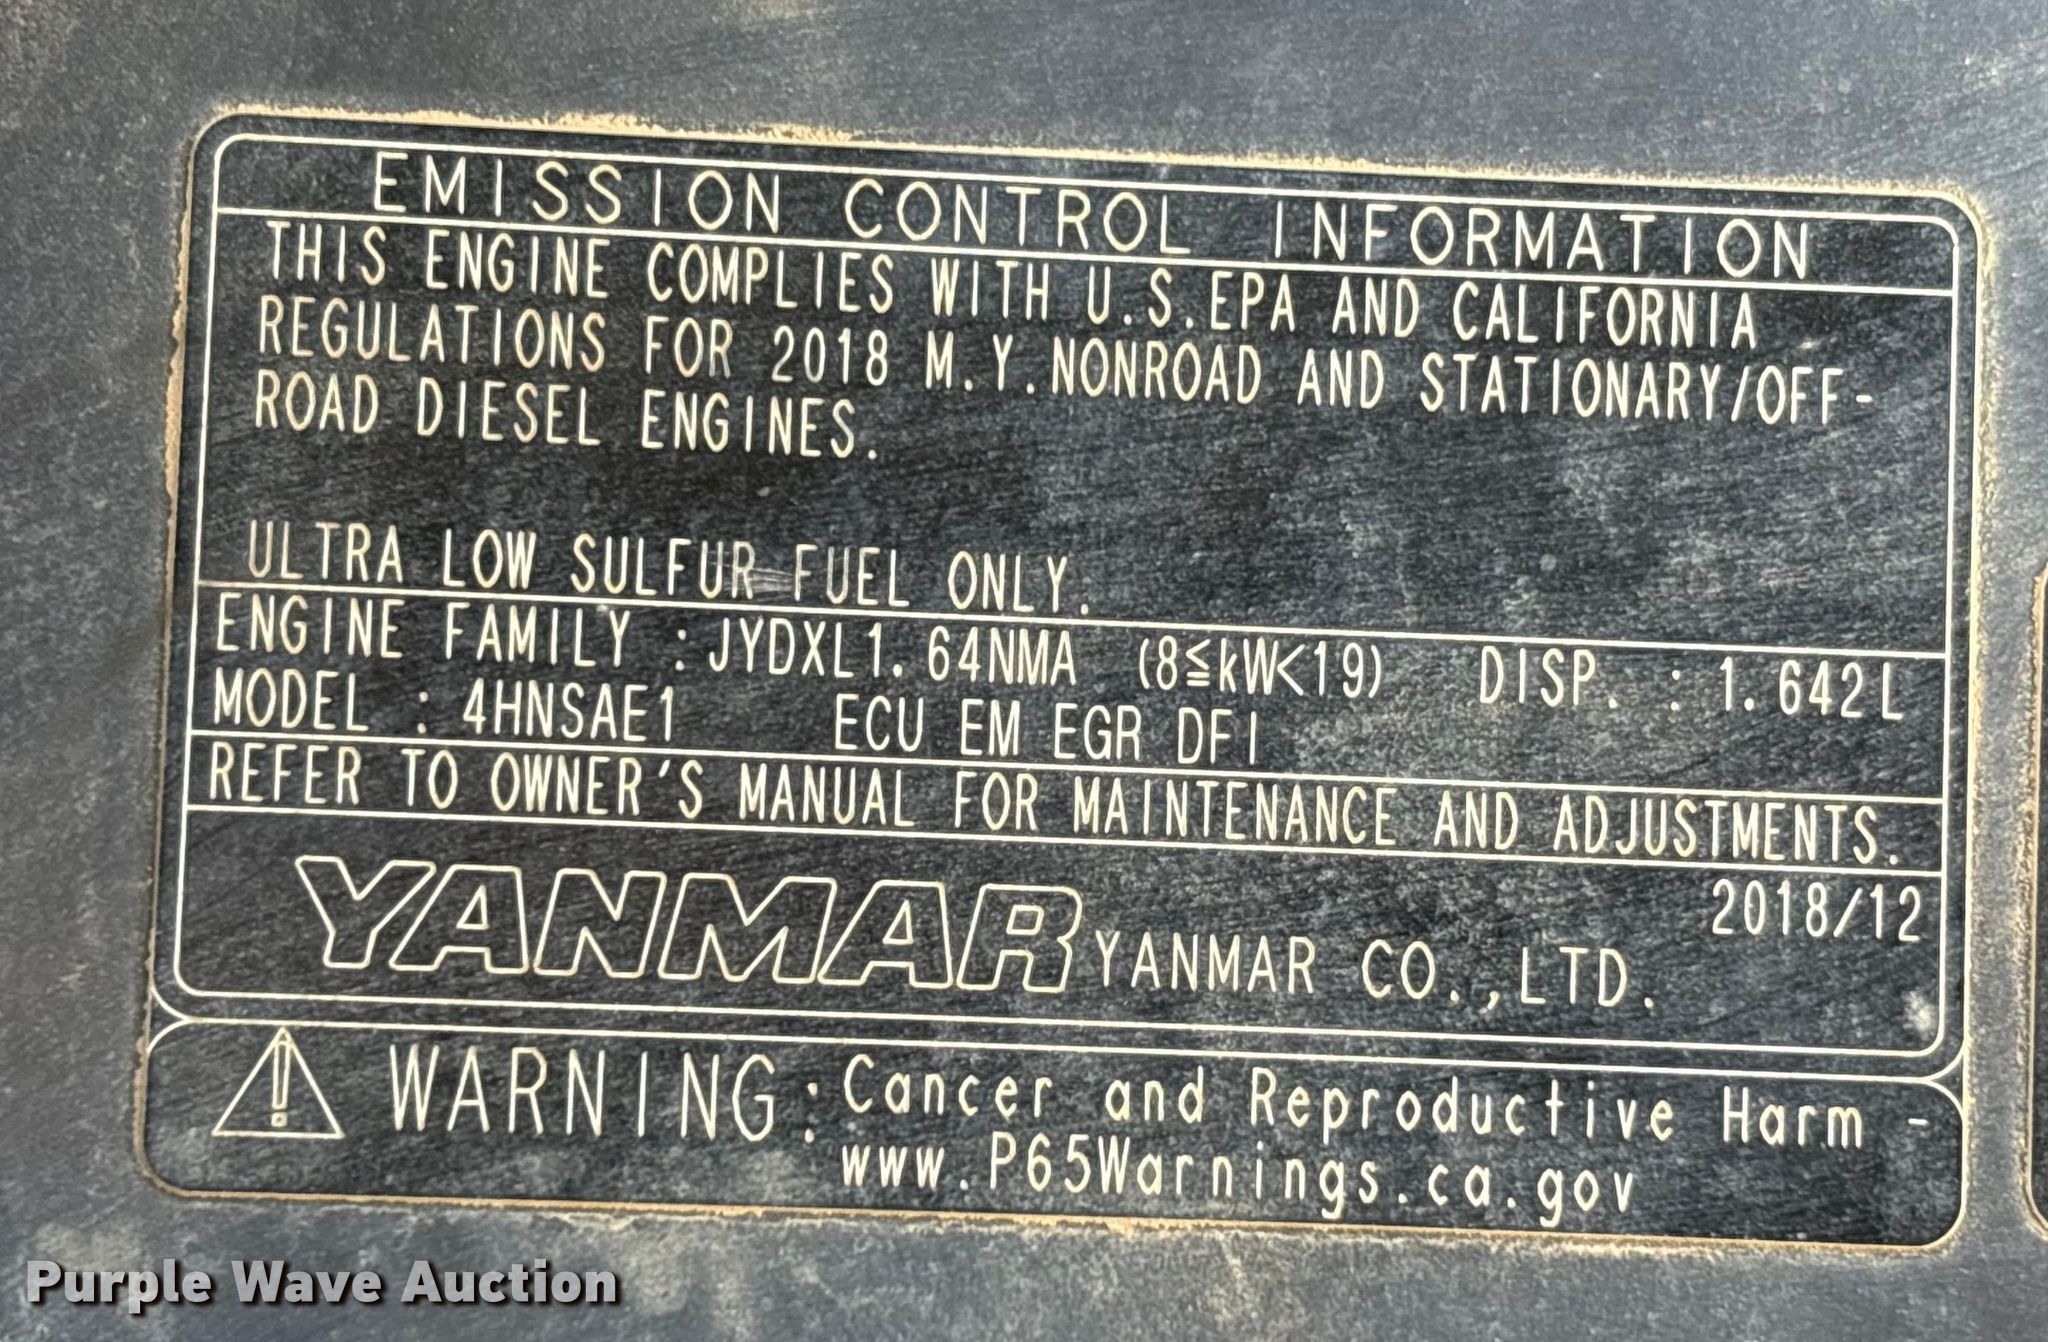 EMISSION CONTROL INFORMATION
THIS ENGINE COMPLIES WITH U.S.EPA AND CALIFORNIA
REGULATIONS FOR 2018 M.Y.NONROAD AND STATIONARY/OFF-
ROAD DIESEL ENGINES.
ULTRA LOW SULFUR FUEL ONLY.
ENGINE FAMILY :JYDXL1.64NMA (8≦kW<19) DISP. : 1.642L
MODEL : 4HNSAE1 ECU EM EGR DFI
REFER TO OWNER'S MANUAL FOR MAINTENANCE AND ADJUSTMENTS.
2018/12
YANMAR YANMAR CO.,LTD.
WARNING:Cancer and Reproductive Harm -
www.P65Warnings.ca.gov
Purple Wave Auction